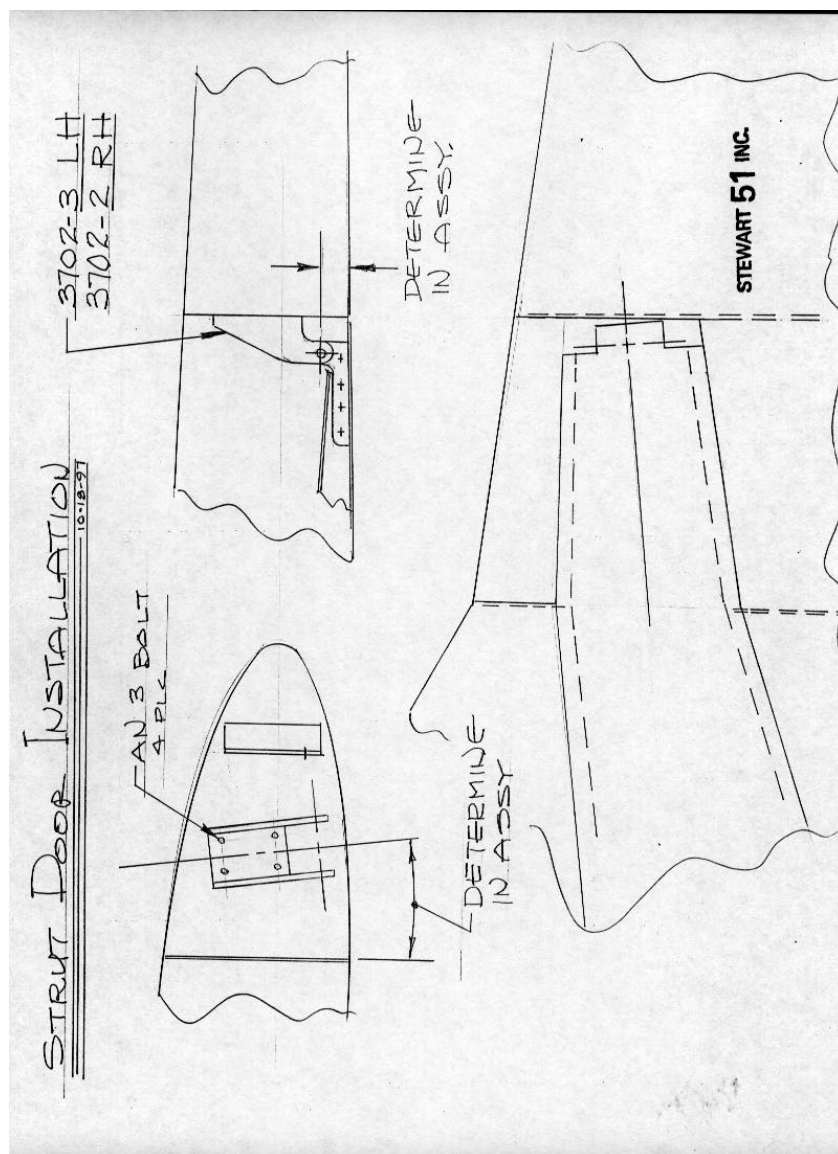 STRUT DOOR INSTALLATION
10-18-97
3702-3 LH
3702-2 RH
AN 3 BOLT
4 PLC
DETERMINE
IN ASSY.
DETERMINE
IN ASSY
STEWART 51 INC.